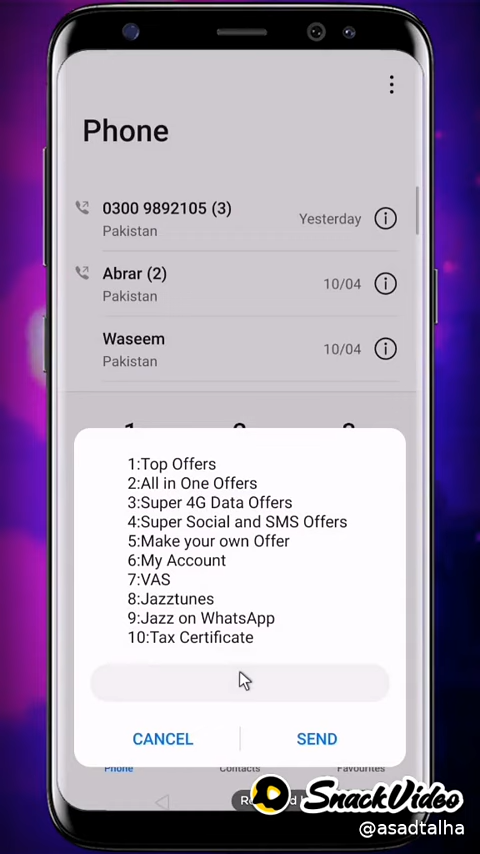 Phone
0300 9892105 (3)
Pakistan
Yesterday
Abrar (2)
Pakistan
10/04
Waseem
Pakistan
10/04
1:Top Offers
2:All in One Offers
3:Super 4G Data Offers
4:Super Social and SMS Offers
5:Make your own Offer
6:My Account
7:VAS
8:Jazztunes
9:Jazz on WhatsApp
10:Tax Certificate
CANCEL
SEND
Phone
Contacts
Favourites
SnackVideo
@asadtalha